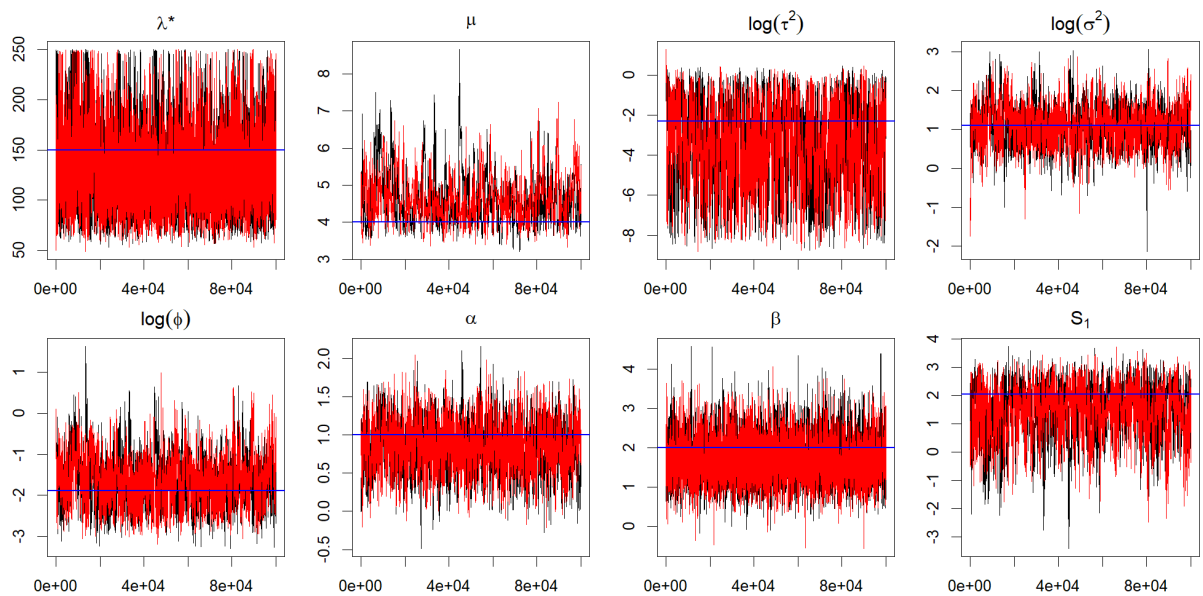 λ* μ log(τ²) log(σ²)
250 200 150 100 50
8 7 6 5 4 3
0 -2 -4 -6 -8
3 2 1 0 -1 -2
0e+00 4e+04 8e+04 0e+00 4e+04 8e+04 0e+00 4e+04 8e+04 0e+00 4e+04 8e+04
log(ϕ) α β S₁
1 0 -1 -2 -3
2.0 1.5 1.0 0.5 0.0 -0.5
4 3 2 1 0
4 3 2 1 0 -1 -2 -3
0e+00 4e+04 8e+04 0e+00 4e+04 8e+04 0e+00 4e+04 8e+04 0e+00 4e+04 8e+04